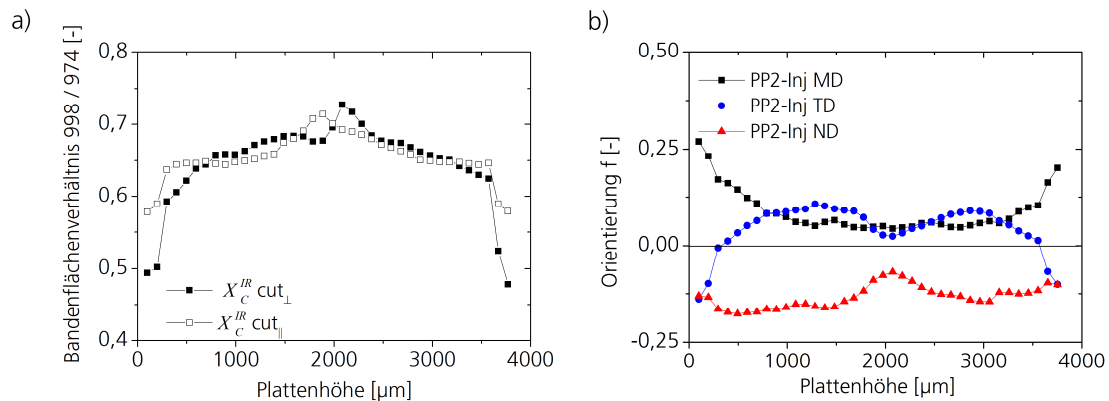 a)
Bandenflächenverhältnis 998 / 974 [-]
0,8
0,7
0,6
0,5
0,4
X_C^{IR} cut_⊥
X_C^{IR} cut_||
0
1000
2000
3000
4000
Plattenhöhe [µm]
b)
Orientierung f [-]
0,50
0,25
0,00
-0,25
PP2-Inj MD
PP2-Inj TD
PP2-Inj ND
0
1000
2000
3000
4000
Plattenhöhe [µm]